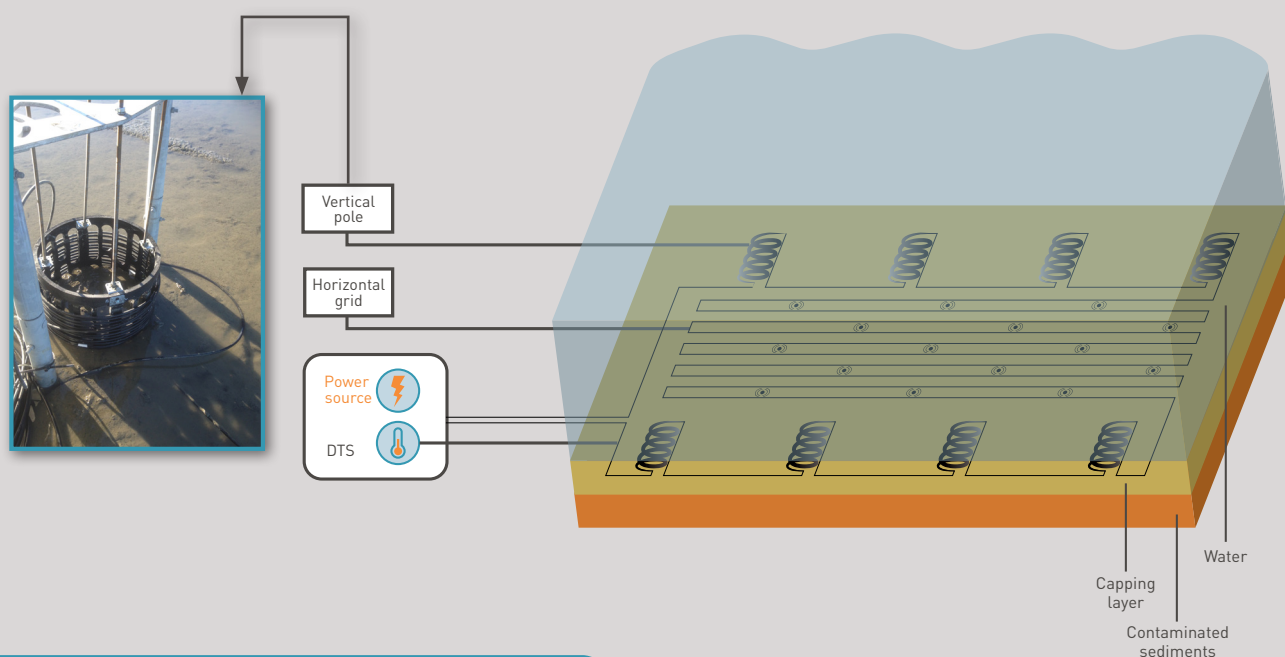 Vertical
pole
Horizontal
grid
Power
source
DTS
Water
Capping
layer
Contaminated
sediments